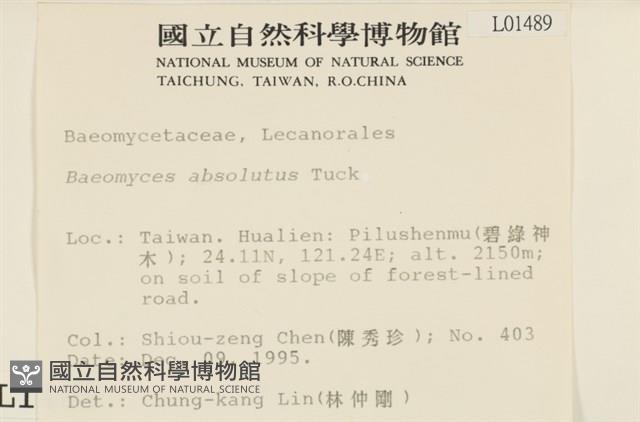 國立自然科學博物館
L01489
NATIONAL MUSEUM OF NATURAL SCIENCE
TAICHUNG, TAIWAN, R.O.CHINA
Baeomycetaceae, Lecanorales
Baeomyces absolutus Tuck
Loc.: Taiwan. Hualien: Pilushenmu(碧綠神
木); 24.11N, 121.24E; alt. 2150m;
on soil of slope of forest-lined
road.
Col.: Shiou-zeng Chen(陳秀珍); No. 403
Date: Dec. 09, 1995.
國立自然科學博物館
NATIONAL MUSEUM OF NATURAL SCIENCE
Det.: Chung-kang Lin(林仲剛)